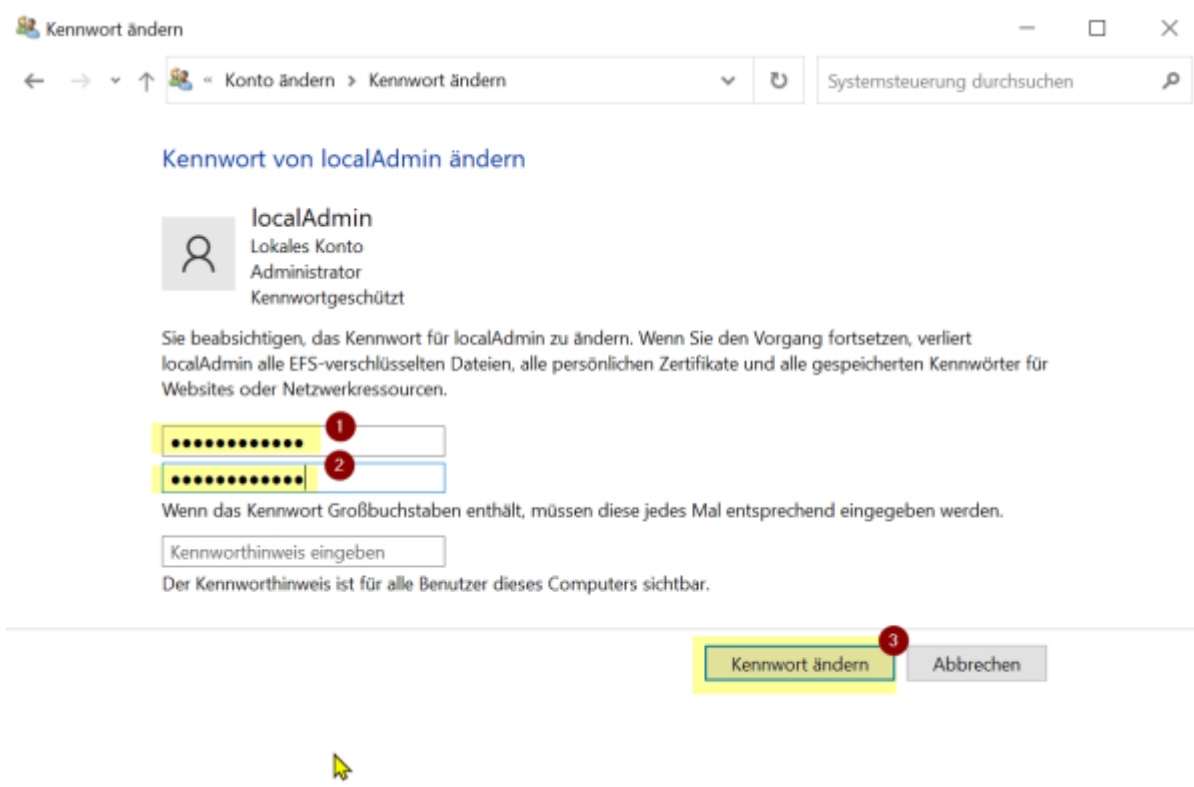 Kennwort ändern
« Konto ändern > Kennwort ändern
Systemsteuerung durchsuchen
Kennwort von localAdmin ändern
localAdmin
Lokales Konto
Administrator
Kennwortgeschützt
Sie beabsichtigen, das Kennwort für localAdmin zu ändern. Wenn Sie den Vorgang fortsetzen, verliert
localAdmin alle EFS-verschlüsselten Dateien, alle persönlichen Zertifikate und alle gespeicherten Kennwörter für
Websites oder Netzwerkressourcen.
●●●●●●●●●●●● 1
●●●●●●●●●●●● 2
Wenn das Kennwort Großbuchstaben enthält, müssen diese jedes Mal entsprechend eingegeben werden.
Kennworthinweis eingeben
Der Kennworthinweis ist für alle Benutzer dieses Computers sichtbar.
3
Kennwort ändern
Abbrechen